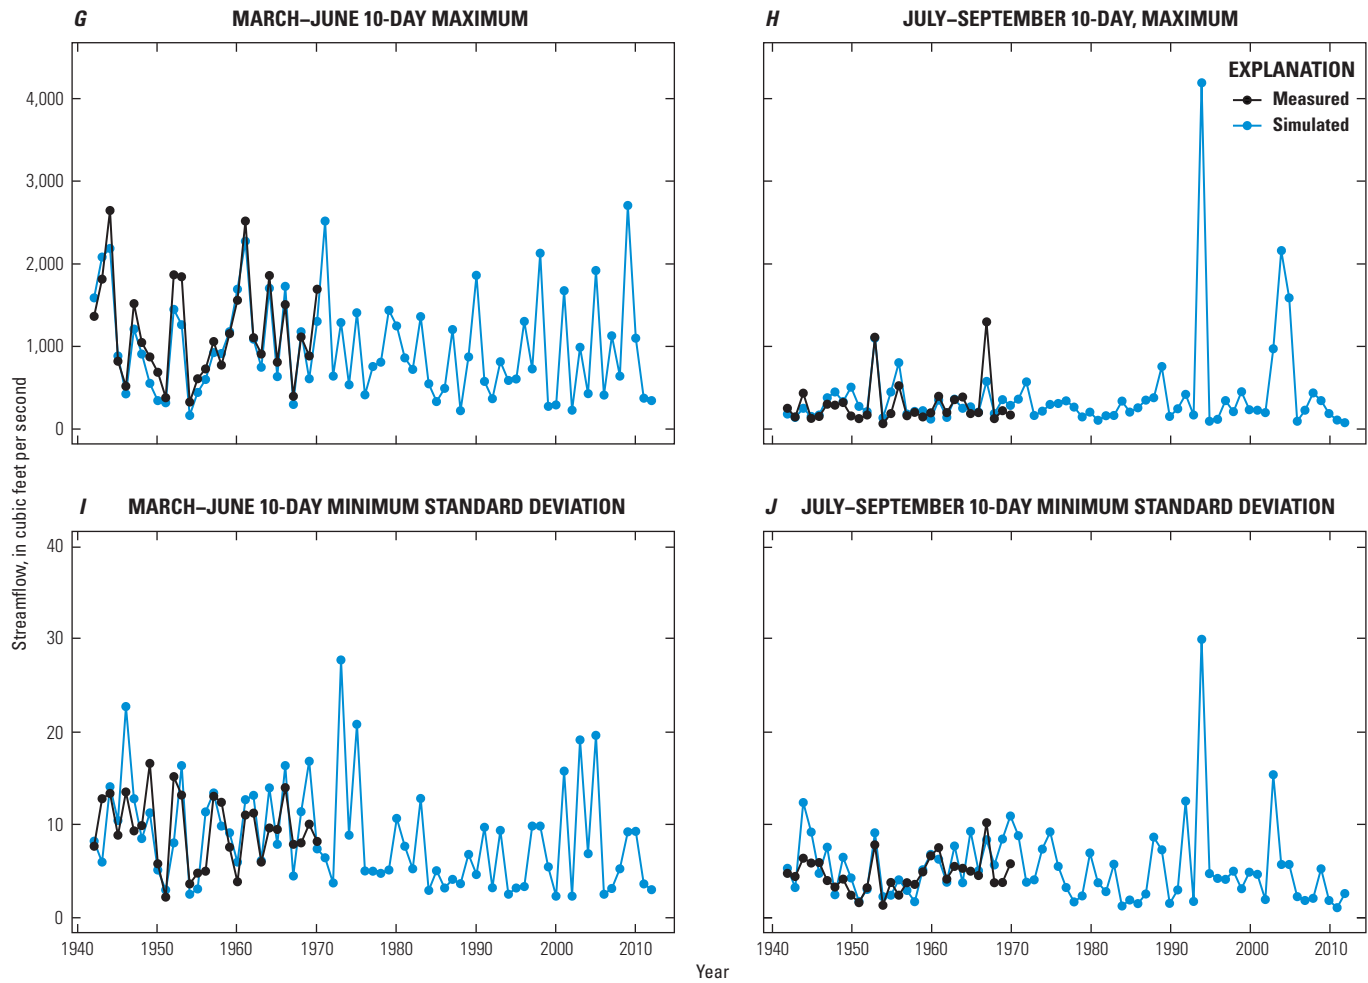 G MARCH–JUNE 10-DAY MAXIMUM
H JULY–SEPTEMBER 10-DAY, MAXIMUM
EXPLANATION
Measured
Simulated
4,000
3,000
2,000
1,000
0
I MARCH–JUNE 10-DAY MINIMUM STANDARD DEVIATION
J JULY–SEPTEMBER 10-DAY MINIMUM STANDARD DEVIATION
40
30
20
10
0
Streamflow, in cubic feet per second
1940 1950 1960 1970 1980 1990 2000 2010
1940 1950 1960 1970 1980 1990 2000 2010
Year